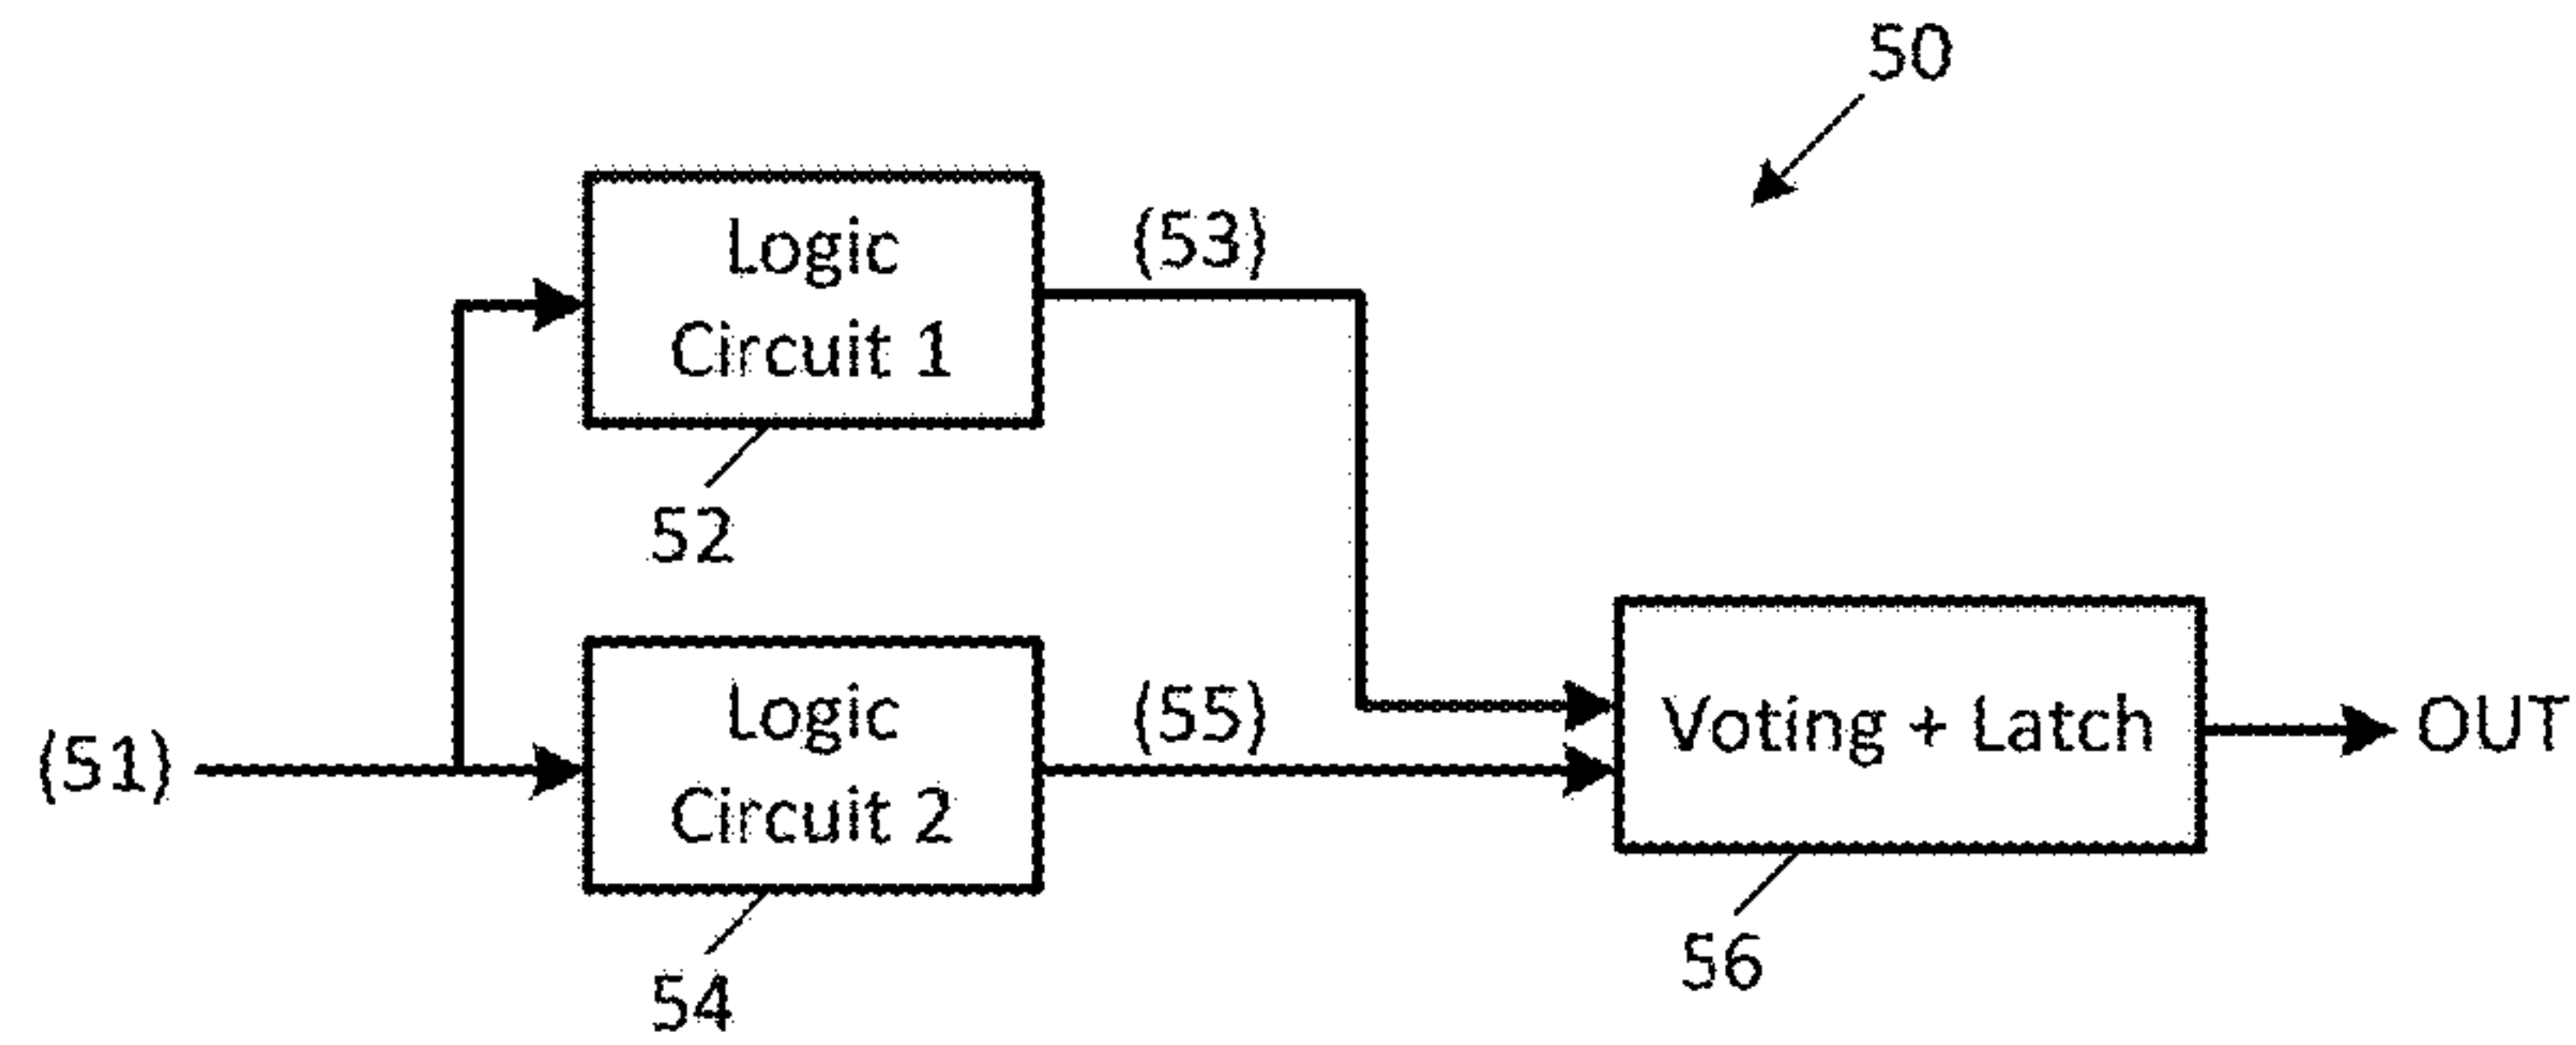 50
Logic
Circuit 1
(53)
52
Logic
Circuit 2
(51)
(55)
Voting + Latch
OUT
54
56